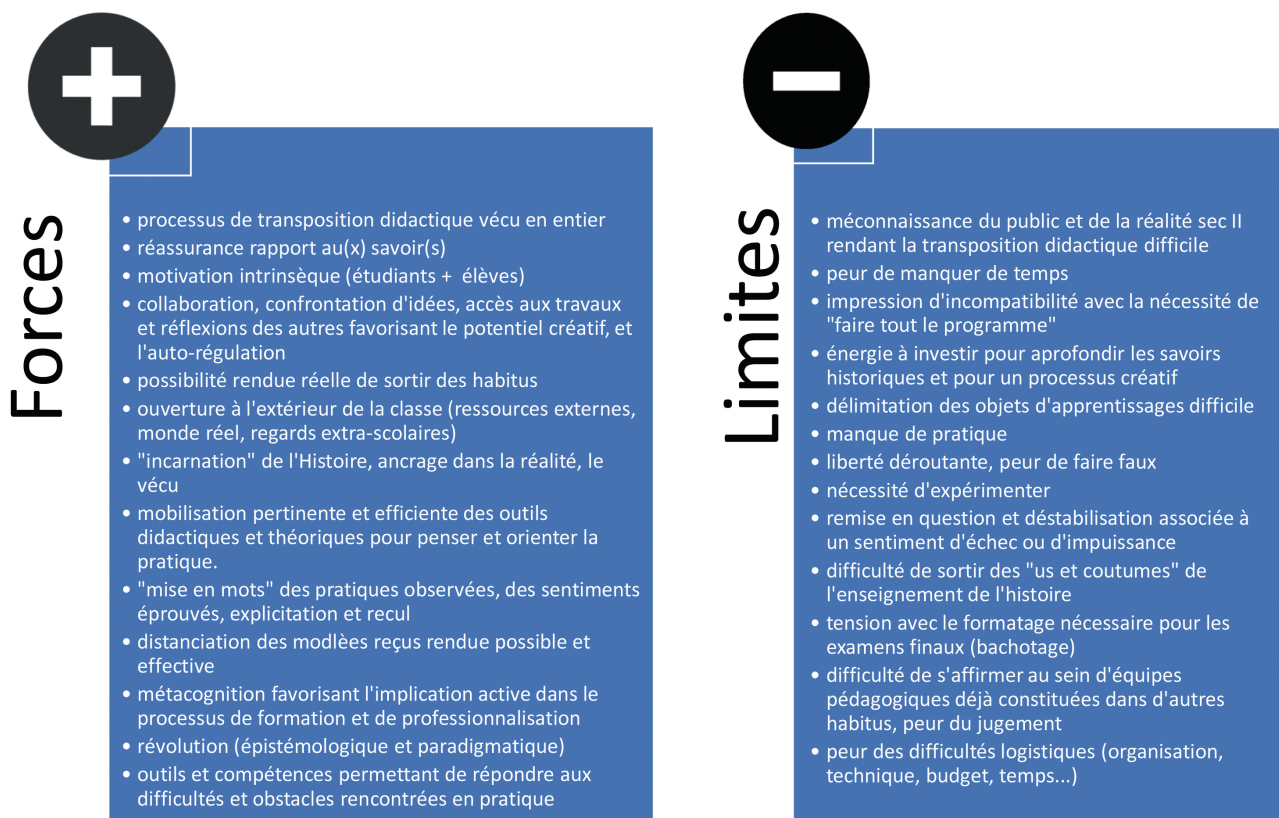 Forces
• processus de transposition didactique vécu en entier
• réassurance rapport au(x) savoir(s)
• motivation intrinsèque (étudiants +  élèves)
• collaboration, confrontation d'idées, accès aux travaux
et réflexions des autres favorisant le potentiel créatif, et
l'auto-régulation
• possibilité rendue réelle de sortir des habitus
• ouverture à l'extérieur de la classe (ressources externes,
monde réel, regards extra-scolaires)
• "incarnation" de l'Histoire, ancrage dans la réalité, le
vécu
• mobilisation pertinente et efficiente des outils
didactiques et théoriques pour penser et orienter la
pratique.
• "mise en mots" des pratiques observées, des sentiments
éprouvés, explicitation et recul
• distanciation des modlèes reçus rendue possible et
effective
• métacognition favorisant l'implication active dans le
processus de formation et de professionnalisation
• révolution (épistémologique et paradigmatique)
• outils et compétences permettant de répondre aux
difficultés et obstacles rencontrées en pratique
Limites
• méconnaissance du public et de la réalité sec II
rendant la transposition didactique difficile
• peur de manquer de temps
• impression d'incompatibilité avec la nécessité de
"faire tout le programme"
• énergie à investir pour aprofondir les savoirs
historiques et pour un processus créatif
• délimitation des objets d'apprentissages difficile
• manque de pratique
• liberté déroutante, peur de faire faux
• nécessité d'expérimenter
• remise en question et déstabilisation associée à
un sentiment d'échec ou d'impuissance
• difficulté de sortir des "us et coutumes" de
l'enseignement de l'histoire
• tension avec le formatage nécessaire pour les
examens finaux (bachotage)
• difficulté de s'affirmer au sein d'équipes
pédagogiques déjà constituées dans d'autres
habitus, peur du jugement
• peur des difficultés logistiques (organisation,
technique, budget, temps...)